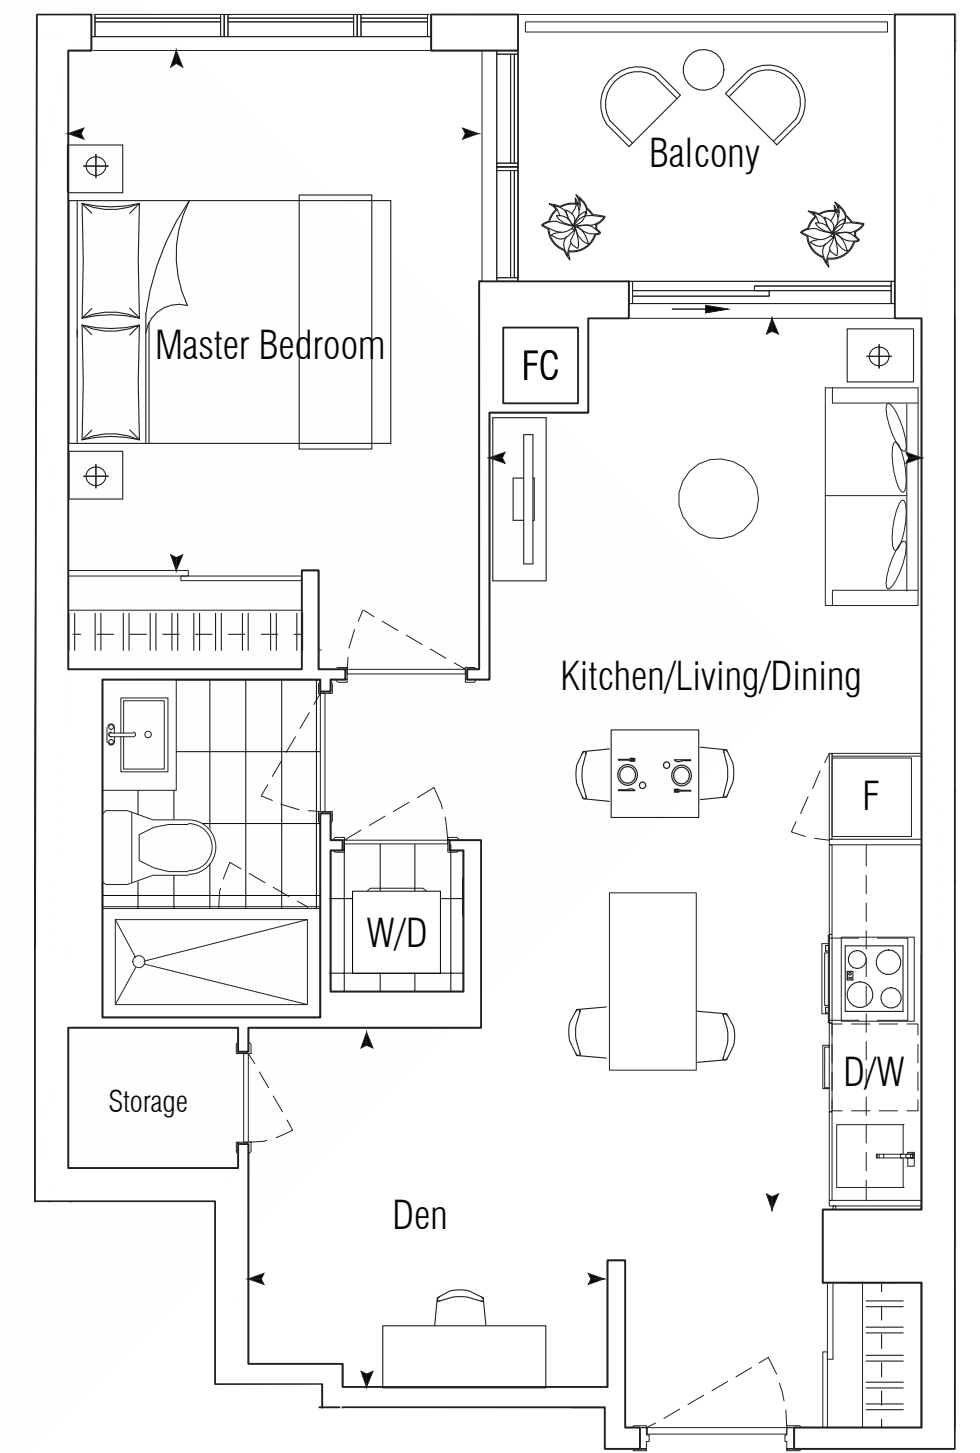 Balcony
Master Bedroom
FC
Kitchen/Living/Dining
F
W/D
D/W
Storage
Den